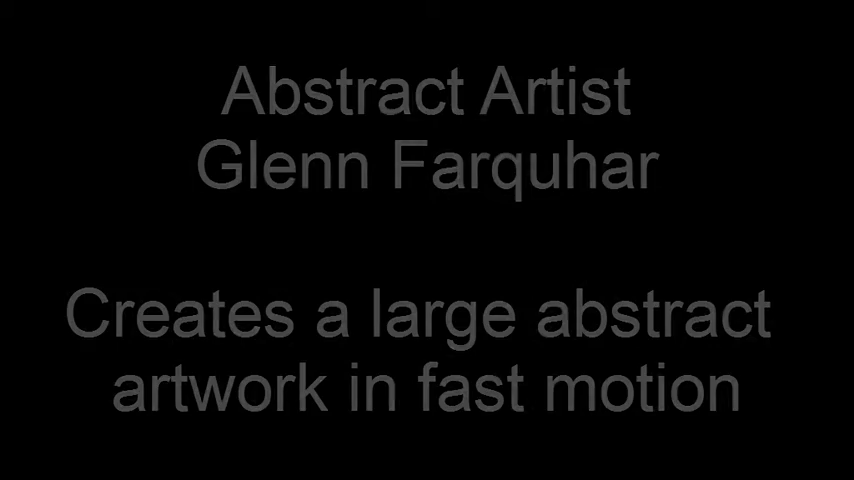 Abstract Artist
Glenn Farquhar
Creates a large abstract
artwork in fast motion